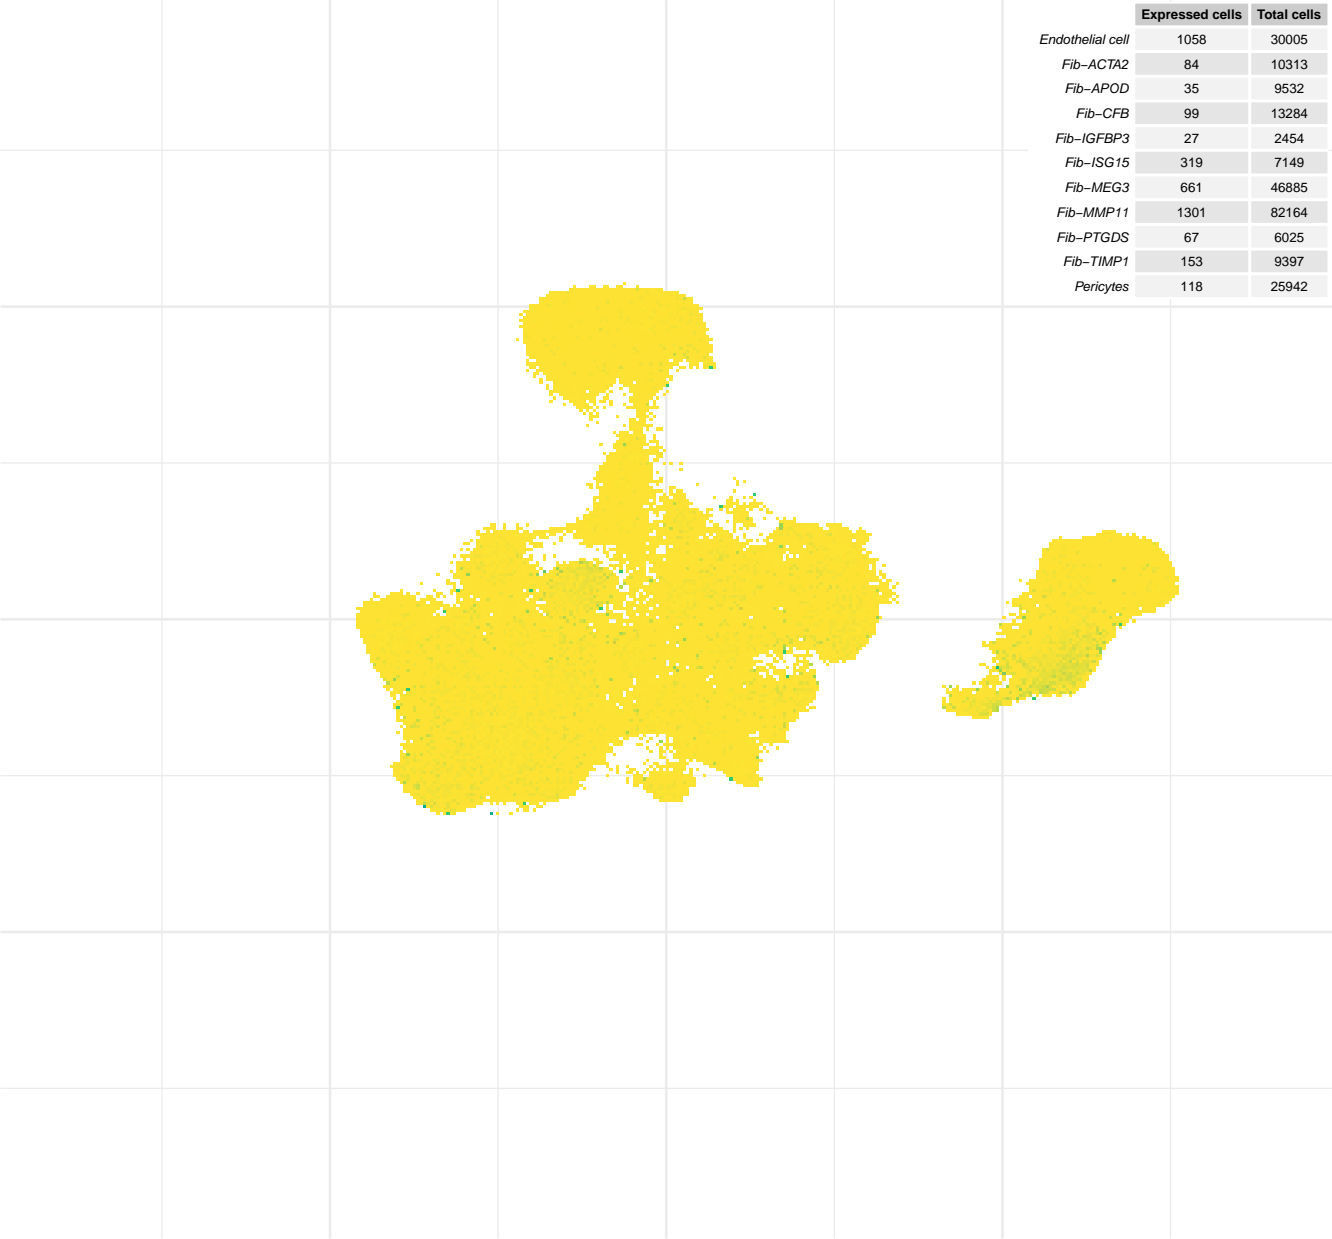 Expressed cells Total cells
Endothelial cell 1058 30005
Fib−ACTA2 84 10313
Fib−APOD 35 9532
Fib−CFB 99 13284
Fib−IGFBP3 27 2454
Fib−ISG15 319 7149
Fib−MEG3 661 46885
Fib−MMP11 1301 82164
Fib−PTGDS 67 6025
Fib−TIMP1 153 9397
Pericytes 118 25942